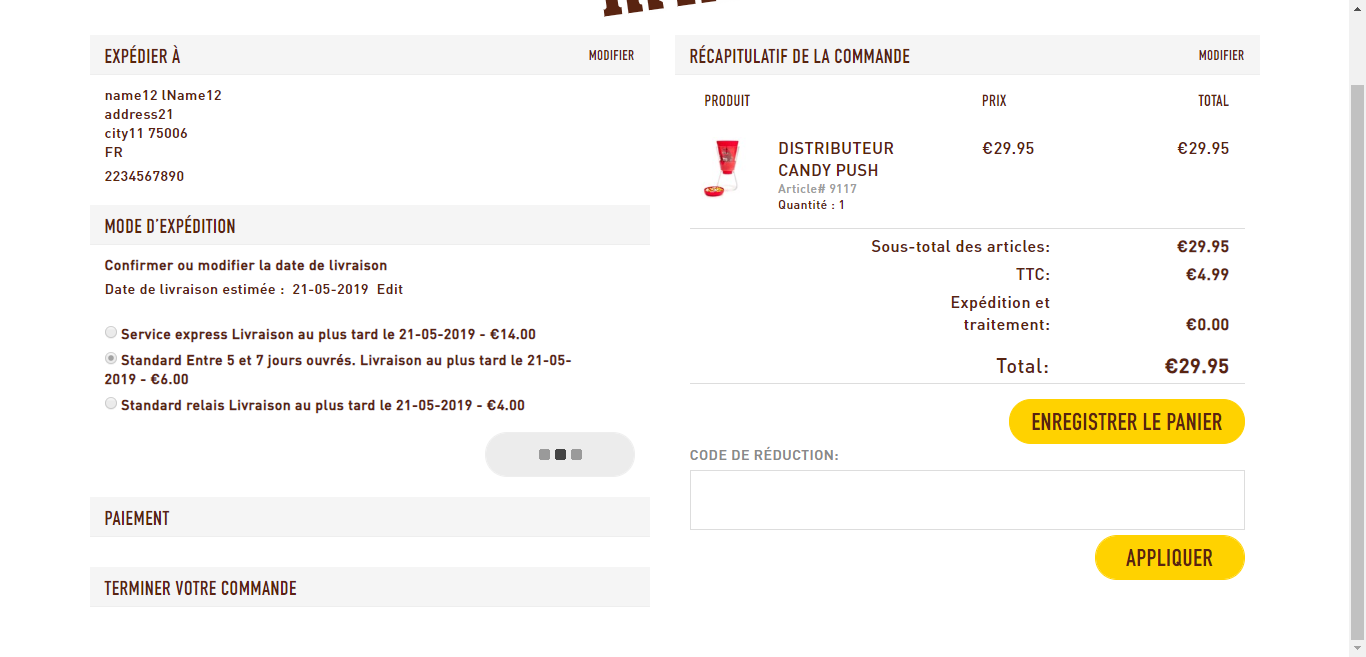 EXPÉDIER À
MODIFIER
name12 lName12
address21
city11 75006
FR
2234567890
MODE D'EXPÉDITION
Confirmer ou modifier la date de livraison
Date de livraison estimée : 21-05-2019 Edit
Service express Livraison au plus tard le 21-05-2019 - €14.00
Standard Entre 5 et 7 jours ouvrés. Livraison au plus tard le 21-05-
2019 - €6.00
Standard relais Livraison au plus tard le 21-05-2019 - €4.00
PAIEMENT
TERMINER VOTRE COMMANDE
RÉCAPITULATIF DE LA COMMANDE
MODIFIER
PRODUIT PRIX TOTAL
DISTRIBUTEUR €29.95 €29.95
CANDY PUSH
Article# 9117
Quantité : 1
Sous-total des articles: €29.95
TTC: €4.99
Expédition et
traitement: €0.00
Total: €29.95
ENREGISTRER LE PANIER
CODE DE RÉDUCTION:
APPLIQUER